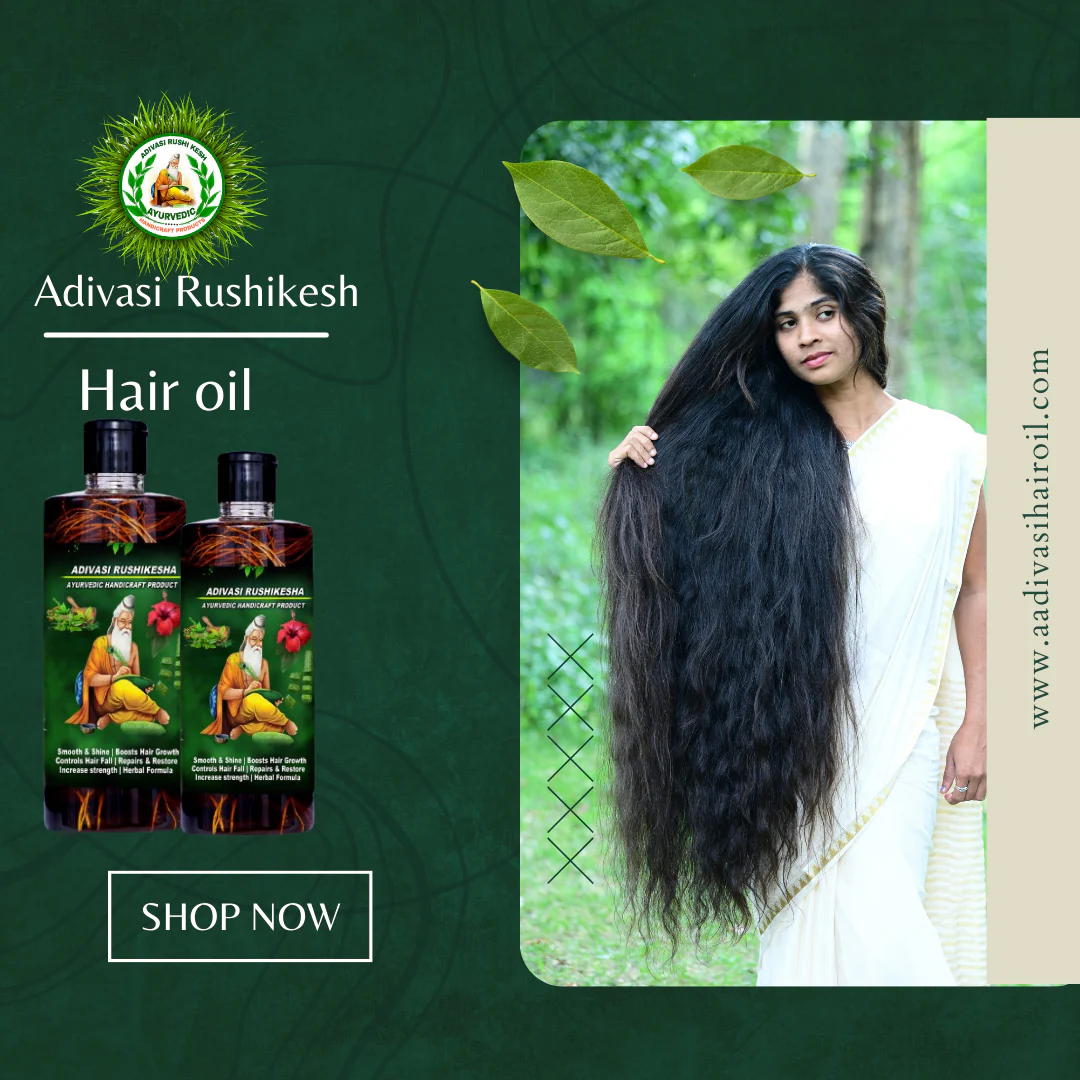 ADIVASI RUSHI KESH
AYURVEDIC
HANDICRAFT PRODUCTS
Adivasi Rushikesh
Hair oil
ADIVASI RUSHIKESHA
AYURVEDIC HANDICRAFT PRODUCT
Smooth & Shine | Boosts Hair Growth
Controls Hair Fall | Repairs & Restore
Increase strength | Herbal Formula
ADIVASI RUSHIKESHA
AYURVEDIC HANDICRAFT PRODUCT
Smooth & Shine | Boosts Hair Growth
Controls Hair Fall | Repairs & Restore
Increase strength | Herbal Formula
SHOP NOW
www.aadivasihairoil.com